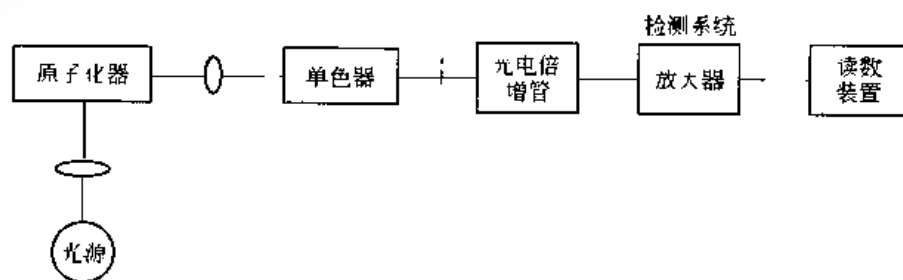 检测系统
原子化器
单色器
光电倍
增管
放大器
读数
装置
光源